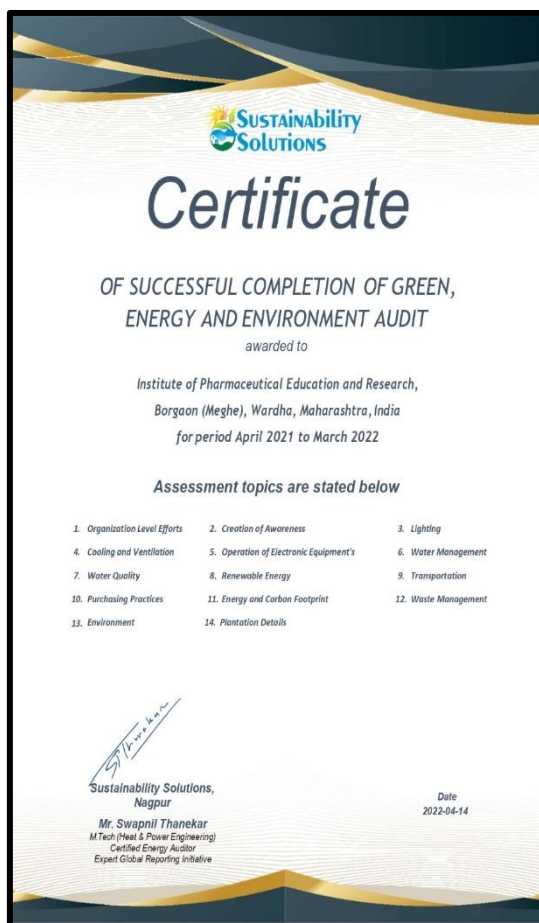 SUSTAINABILITY
SOLUTIONS
Certificate
OF SUCCESSFUL COMPLETION OF GREEN,
ENERGY AND ENVIRONMENT AUDIT
awarded to
Institute of Pharmaceutical Education and Research,
Borgaon (Meghe), Wardha, Maharashtra, India
for period April 2021 to March 2022
Assessment topics are stated below
1. Organization Level Efforts 2. Creation of Awareness 3. Lighting
4. Cooling and Ventilation 5. Operation of Electronic Equipment's 6. Water Management
7. Water Quality 8. Renewable Energy 9. Transportation
10. Purchasing Practices 11. Energy and Carbon Footprint 12. Waste Management
13. Environment 14. Plantation Details
Sustainability Solutions,
Nagpur
Mr. Swapnil Thanekar
M.Tech (Heat & Power Engineering)
Certified Energy Auditor
Expert Global Reporting Initiative
Date
2022-04-14